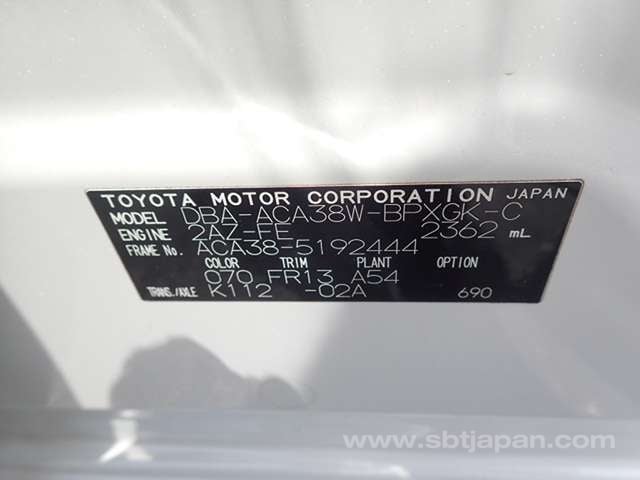 TOYOTA MOTOR CORPORATION JAPAN
MODEL DBA-ACA38W-BPXGK-C
ENGINE 2AZ-FE 2362 mL
FRAME No. ACA38-5192444
COLOR TRIM PLANT OPTION
070 FR13 A54
TRANS./AXLE K112 -02A 690
www.sbtjapan.com